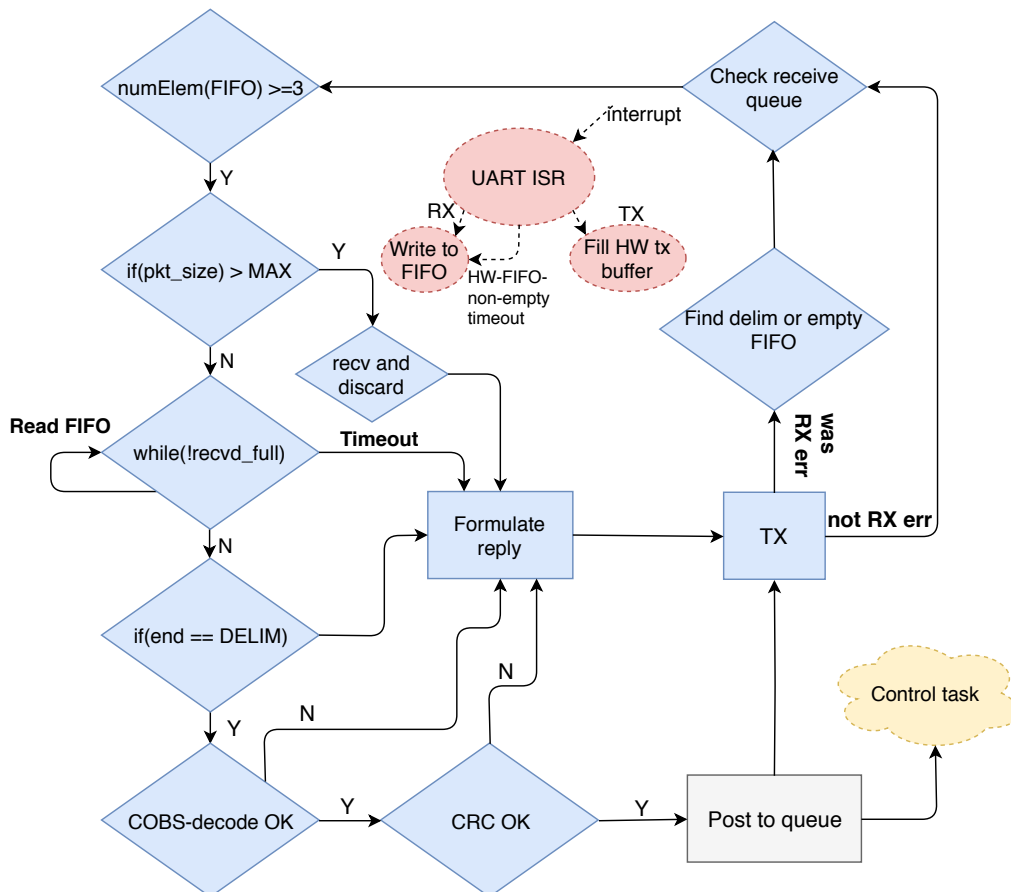 numElem(FIFO) >=3
Check receive
queue
interrupt
UART ISR
Y
RX
TX
Write to
FIFO
Fill HW tx
buffer
HW-FIFO-
non-empty
timeout
if(pkt_size) > MAX
Y
Find delim or empty
FIFO
N
recv and
discard
Read FIFO
while(!recvd_full)
Timeout
was
RX err
Formulate
reply
TX
not RX err
N
if(end == DELIM)
Y
N
N
Control task
COBS-decode OK
Y
CRC OK
Y
Post to queue